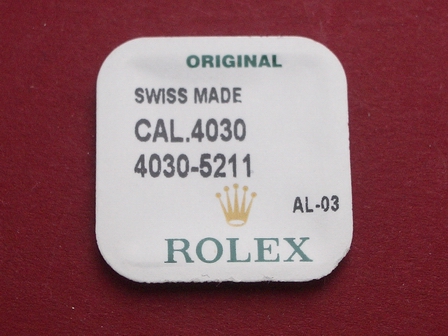 ORIGINAL
SWISS MADE
CAL.4030
4030-5211
AL-03
ROLEX